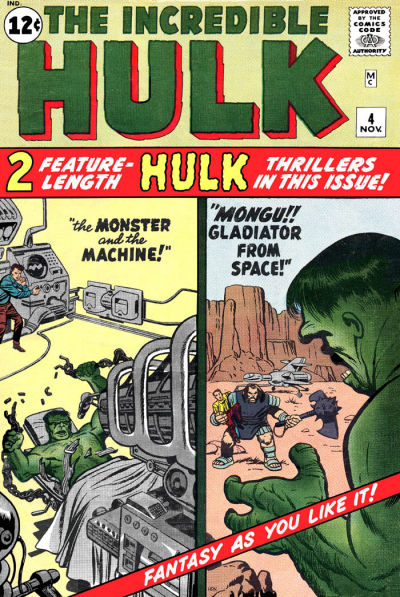 IND.
12¢
THE INCREDIBLE
HULK
APPROVED
BY THE
COMICS
CODE
AUTHORITY
M
C
4
NOV.
2 FEATURE-
LENGTH
HULK
THRILLERS
IN THIS ISSUE!
"the MONSTER
and the
MACHINE!"
"MONGU!!
GLADIATOR
FROM
SPACE!"
FANTASY AS YOU LIKE IT!